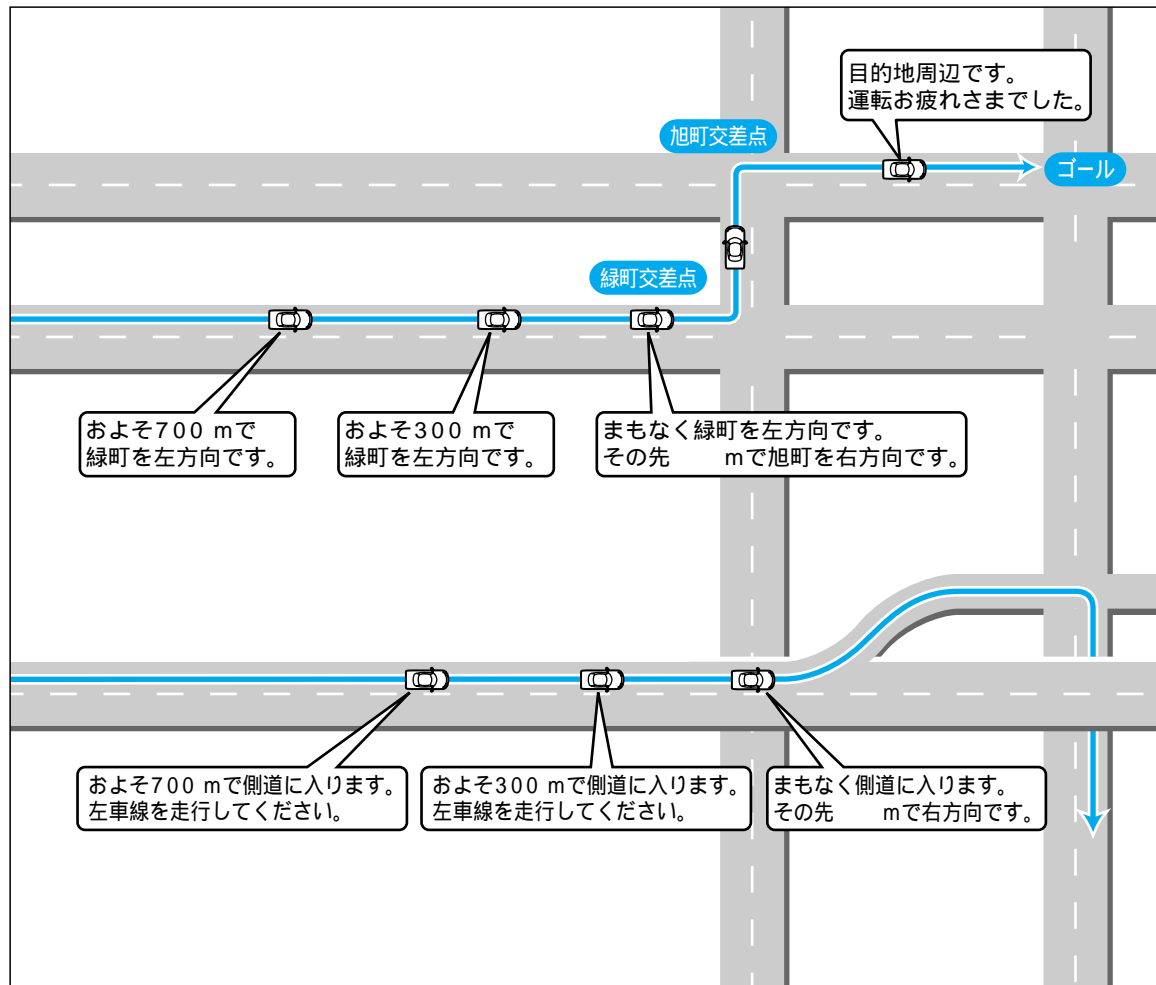 目的地周辺です。
運転お疲れさまでした。
旭町交差点
ゴール
緑町交差点
およそ700 mで
緑町を左方向です。
およそ300 mで
緑町を左方向です。
まもなく緑町を左方向です。
その先　　mで旭町を右方向です。
およそ700 mで側道に入ります。
左車線を走行してください。
およそ300 mで側道に入ります。
左車線を走行してください。
まもなく側道に入ります。
その先　　mで右方向です。